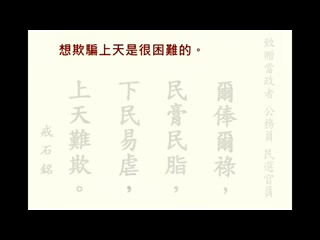 想欺騙上天是很困難的。
致贈當政者 公務員 民選官員
爾俸爾祿，
民膏民脂，
下民易虐，
上天難欺。
戒石銘